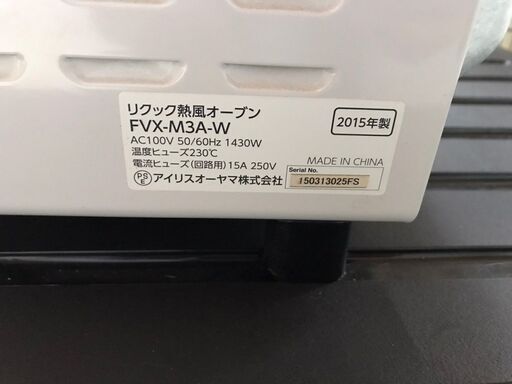 リクック熱風オーブン
FVX-M3A-W
2015年製
AC100V 50/60Hz 1430W
温度ヒューズ230℃
電流ヒューズ(回路用)15A 250V
MADE IN CHINA
PSE アイリスオーヤマ株式会社
Serial No.
150313025FS